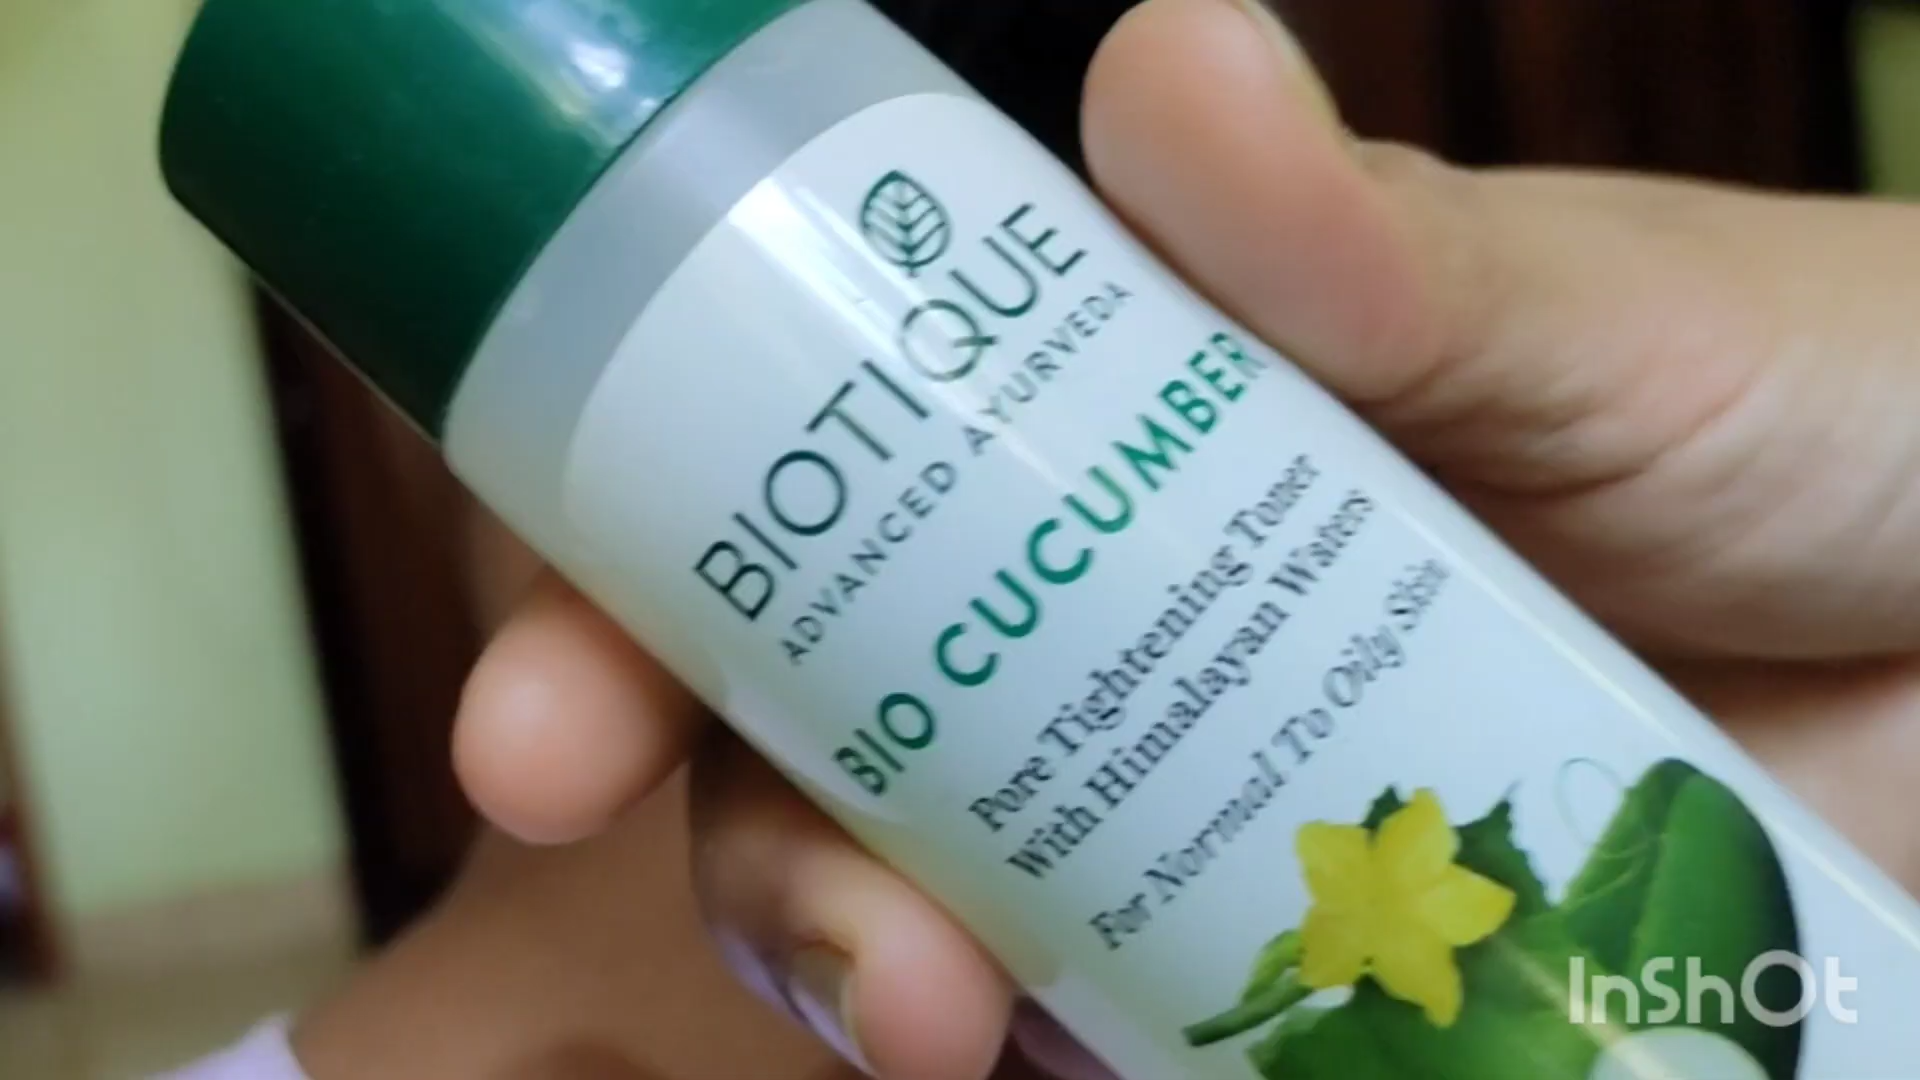 BIOTIQUE
ADVANCED AYURVEDA
BIO CUCUMBER
Pore Tightening Toner
With Himalayan Waters
For Normal To Oily Skin
InShOt